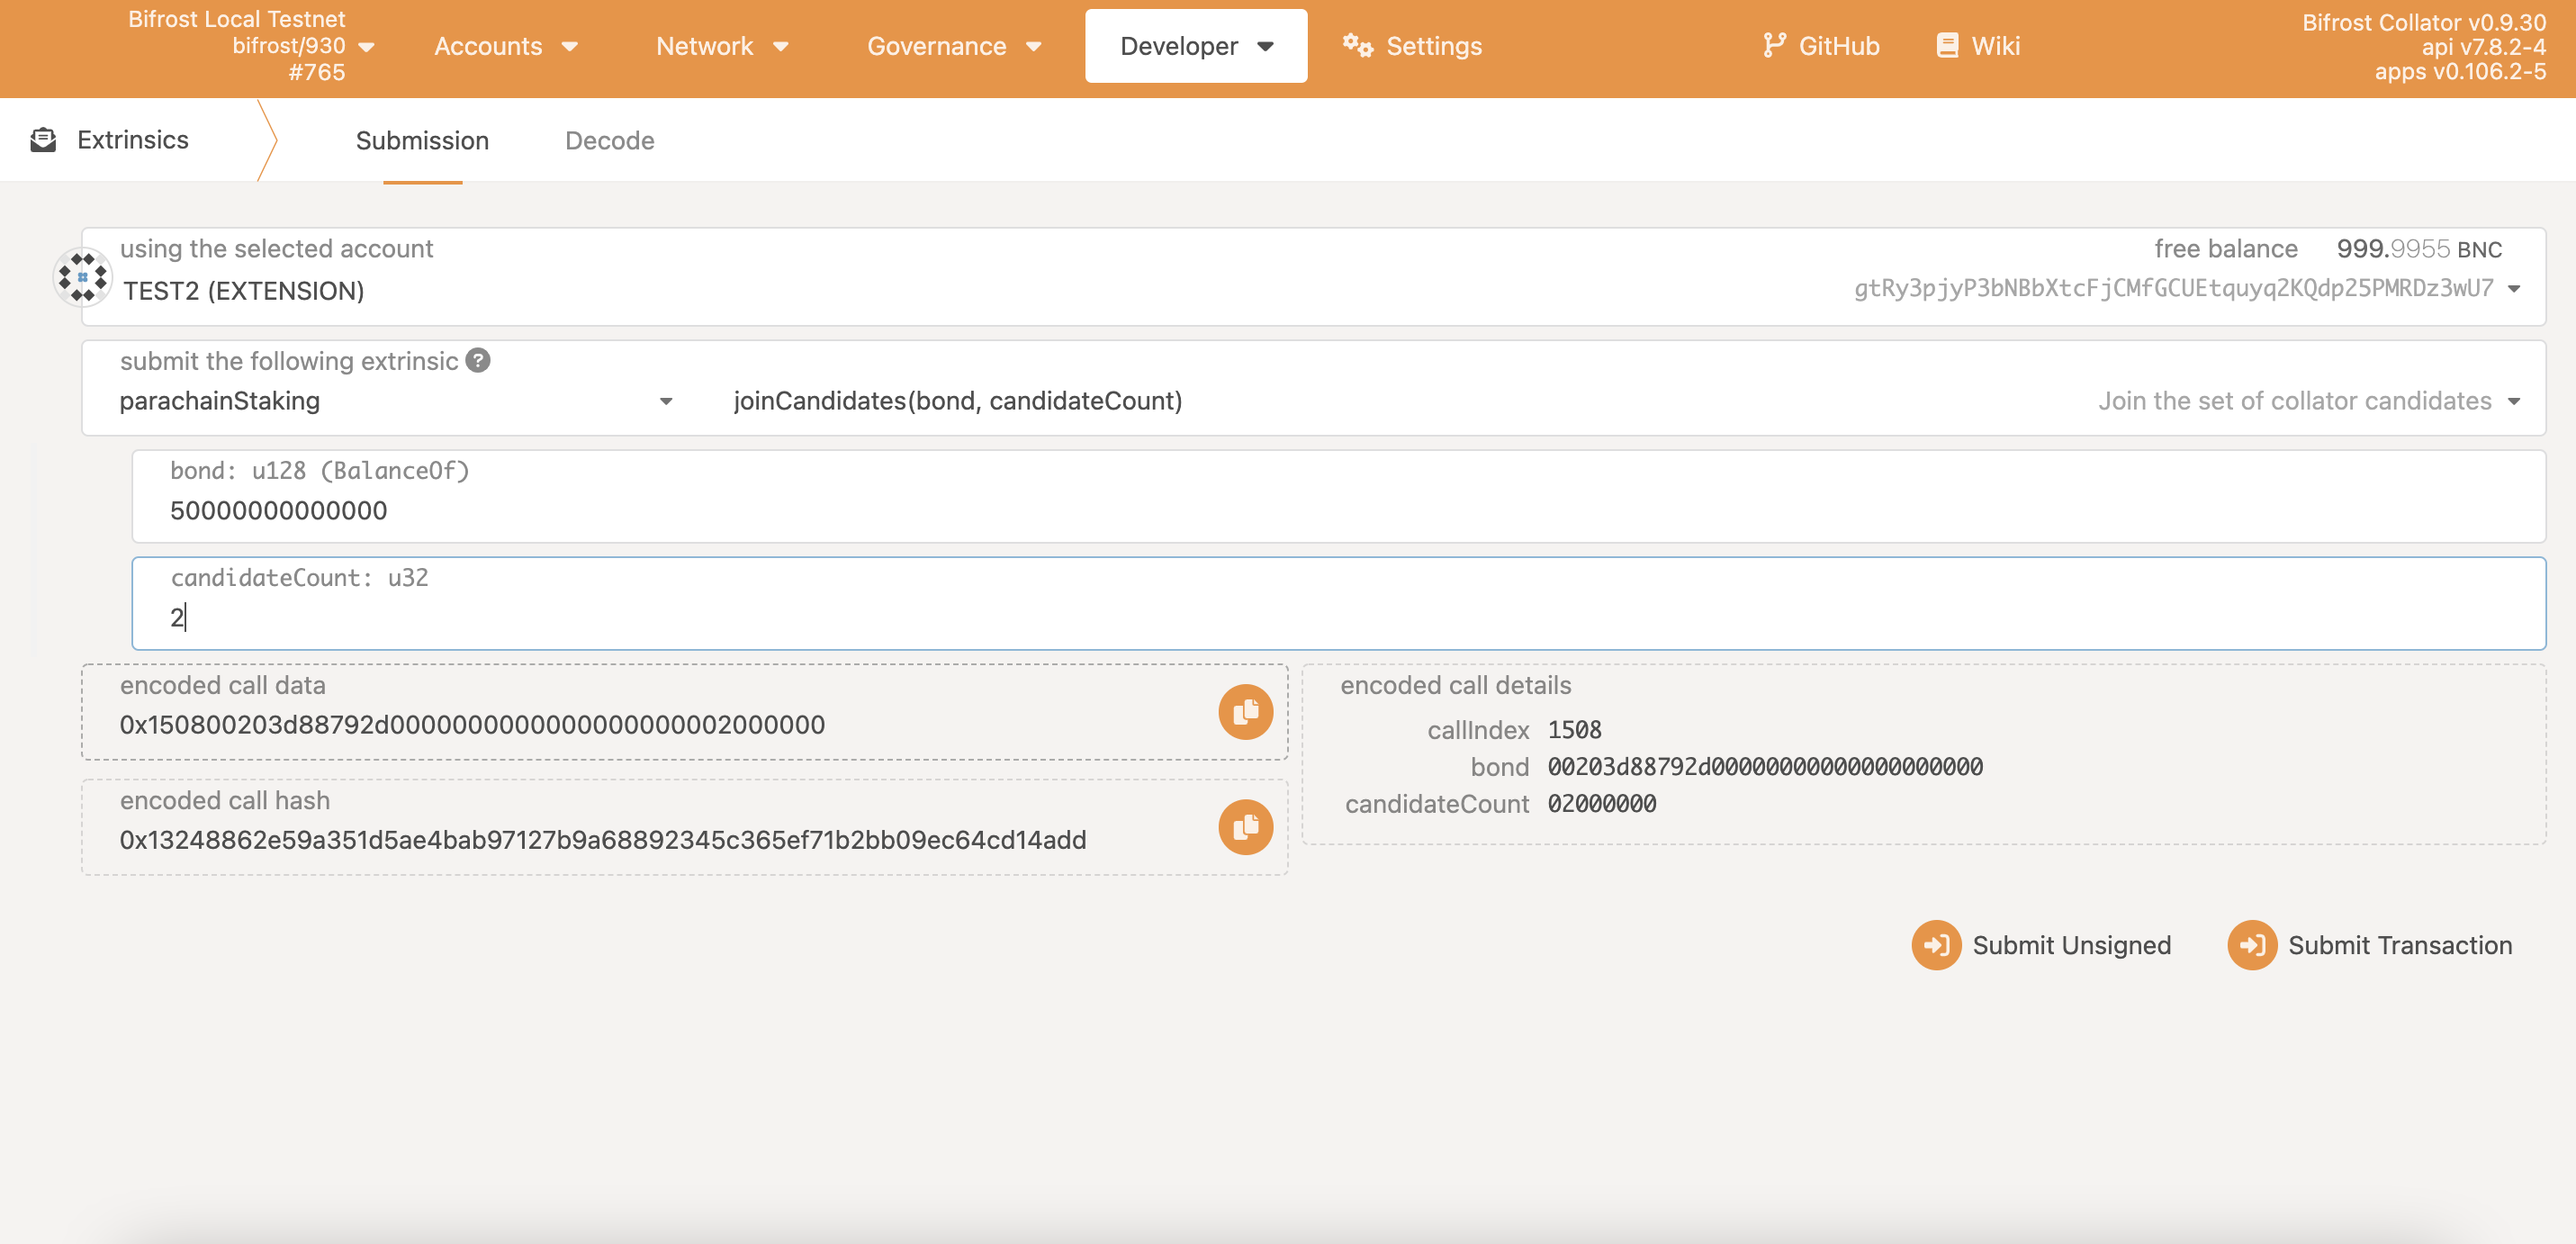 Bifrost Local Testnet
bifrost/930
#765
Accounts
Network
Governance
Developer
Settings
GitHub
Wiki
Bifrost Collator v0.9.30
api v7.8.2-4
apps v0.106.2-5
Extrinsics
Submission
Decode
using the selected account
free balance 999.9955 BNC
TEST2 (EXTENSION)
gtRy3pjyP3bNBbXtcFjCMfGCUEtquyq2KQdp25PMRDz3wU7
submit the following extrinsic ?
parachainStaking
joinCandidates(bond, candidateCount)
Join the set of collator candidates
bond: u128 (BalanceOf)
50000000000000
candidateCount: u32
2
encoded call data
0x150800203d88792d0000000000000000000002000000
encoded call hash
0x13248862e59a351d5ae4bab97127b9a68892345c365ef71b2bb09ec64cd14add
encoded call details
callIndex 1508
bond 00203d88792d00000000000000000000
candidateCount 02000000
Submit Unsigned
Submit Transaction